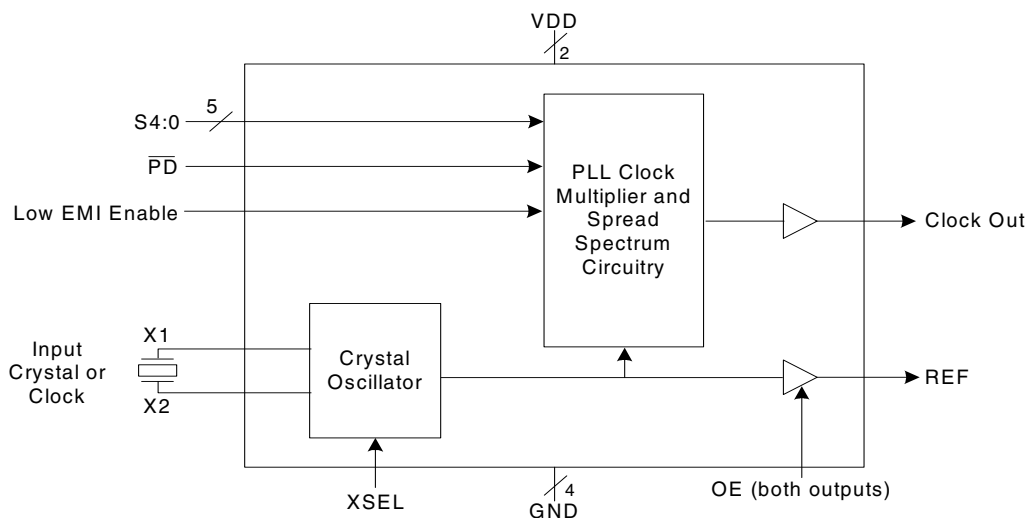 VDD
2
5
S4:0
P̅D̅
Low EMI Enable
PLL Clock
Multiplier and
Spread
Spectrum
Circuitry
Clock Out
Input
Crystal or
Clock
X1
X2
Crystal
Oscillator
REF
XSEL
4
GND
OE (both outputs)